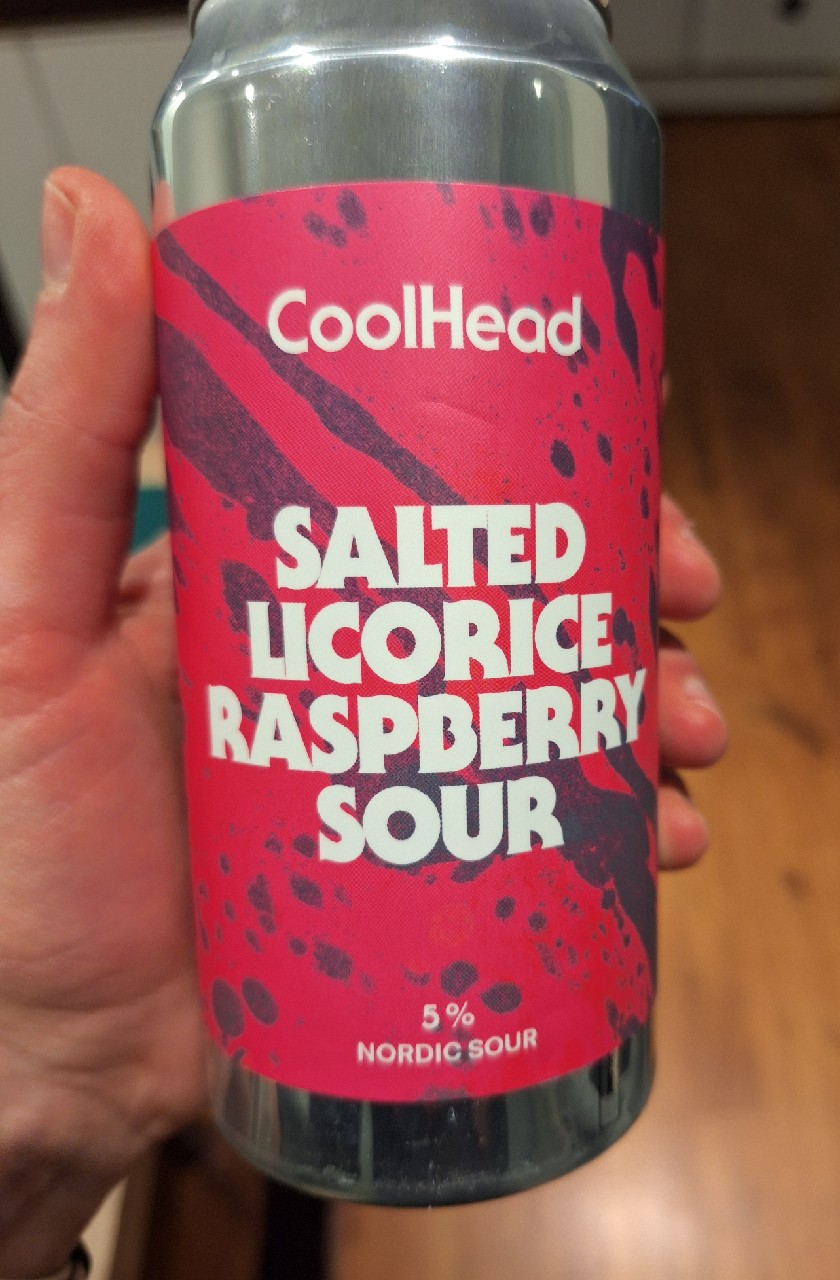 CoolHead
SALTED
LICORICE
RASPBERRY
SOUR
5%
NORDIC SOUR